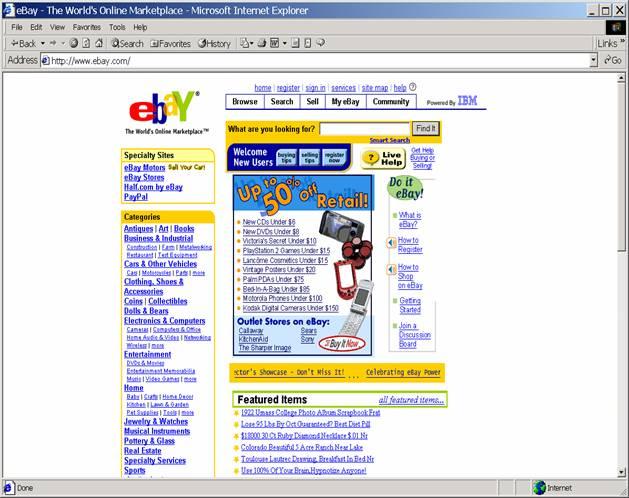 eBay - The World's Online Marketplace - Microsoft Internet Explorer
File Edit View Favorites Tools Help
Back Search Favorites History
Address http://www.ebay.com/ Go Links »
home | register | sign in | services | site map | help ?
Browse Search Sell My eBay Community Powered By IBM
ebaY®
The World's Online Marketplace™
What are you looking for? Find It
Smart Search
Welcome New Users
buying tips
selling tips
register now
? Live Help
Get Help Buying or Selling!
Specialty Sites
eBay Motors Sell Your Car!
eBay Stores
Half.com by eBay
PayPal
Categories
Antiques | Art | Books
Business & Industrial
Construction | Farm | Metalworking
Restaurant | Test Equipment
Cars & Other Vehicles
Cars | Motorcycles | Parts | more
Clothing, Shoes &
Accessories
Coins | Collectibles
Dolls & Bears
Electronics & Computers
Cameras | Computers & Office
Home Audio & Video | Networking
Wireless | more
Entertainment
DVDs & Movies
Entertainment Memorabilia
Music | Video Games | more
Home
Baby | Crafts | Home Decor
Kitchen | Lawn & Garden
Pet Supplies | Tools | more
Jewelry & Watches
Musical Instruments
Pottery & Glass
Real Estate
Specialty Services
Sports
Up to 50% Off Retail!
New CDs Under $6
New DVDs Under $8
Victoria's Secret Under $10
PlayStation 2 Games Under $15
Lancôme Cosmetics Under $15
Vintage Posters Under $20
Palm PDAs Under $75
Bed-In-A-Bag Under $85
Motorola Phones Under $100
Kodak Digital Cameras Under $150
Outlet Stores on eBay:
Callaway Sears
KitchenAid Sony
The Sharper Image
Buy It Now
Do it eBay!
What is eBay?
How to Register
How to Shop on eBay
Getting Started
Join a Discussion Board
ctor's Showcase - Don't Miss It! ... Celebrating eBay Power
Featured Items all featured items...
1922 Umass College Photo Album Scrapbook Frat
Lose 95 Lbs By Oct Guaranteed? Best Diet Pill
$18000 30 Ct Ruby Diamond Necklace $.01 Nr
Colorado Beautiful 5 Acre Ranch Near Lake
Toulouse Lautrec Drawing, Breakfast In Bed Nr
Use 100% Of Your Brain,Hypnotize Anyone!
Done Internet